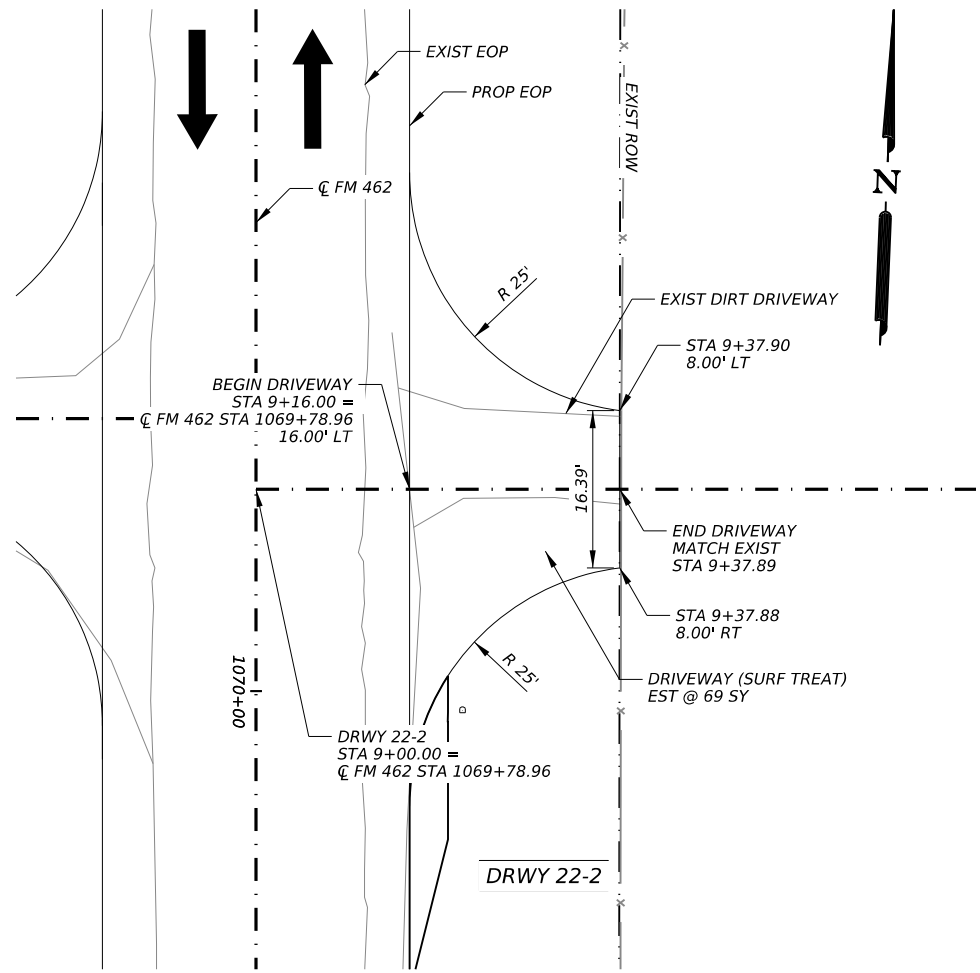 EXIST EOP
PROP EOP
EXIST ROW
℄ FM 462
N
R 25'
EXIST DIRT DRIVEWAY
STA 9+37.90
8.00' LT
BEGIN DRIVEWAY
STA 9+16.00 =
℄ FM 462 STA 1069+78.96
16.00' LT
16.39'
END DRIVEWAY
MATCH EXIST
STA 9+37.89
STA 9+37.88
8.00' RT
R 25'
DRIVEWAY (SURF TREAT)
EST @ 69 SY
1070+00
D
DRWY 22-2
STA 9+00.00 =
℄ FM 462 STA 1069+78.96
DRWY 22-2